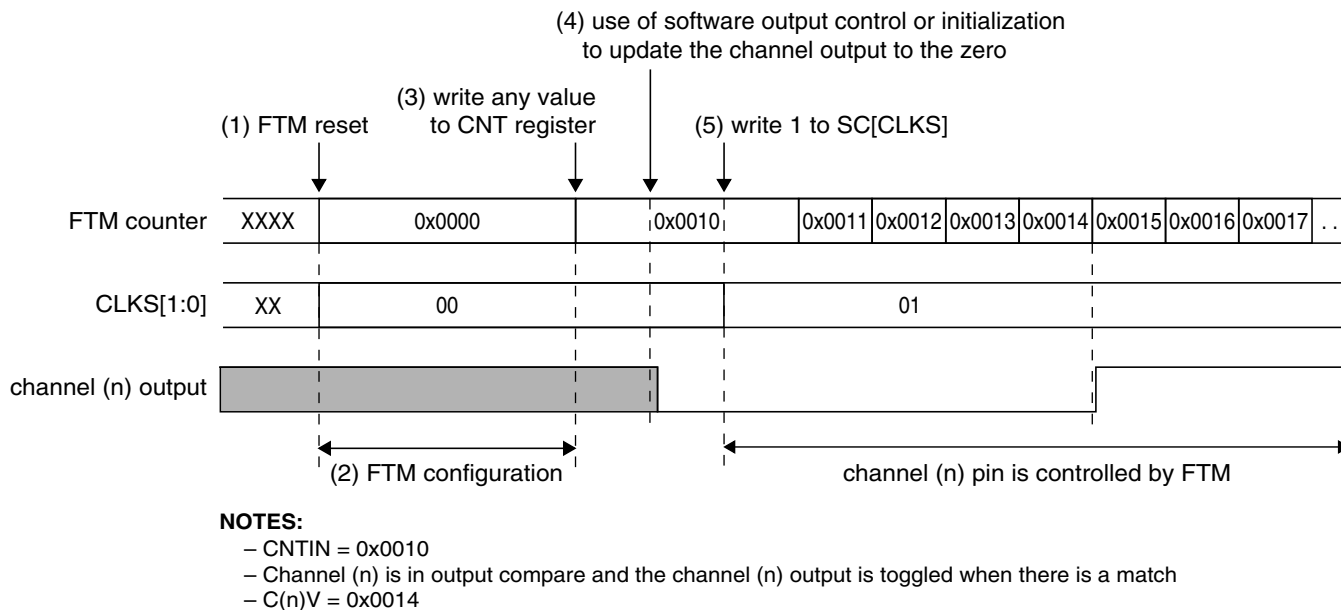 (4) use of software output control or initialization
to update the channel output to the zero
(3) write any value
to CNT register
(1) FTM reset
(5) write 1 to SC[CLKS]
FTM counter
XXXX
0x0000
0x0010
0x0011
0x0012
0x0013
0x0014
0x0015
0x0016
0x0017
. .
CLKS[1:0]
XX
00
01
channel (n) output
(2) FTM configuration
channel (n) pin is controlled by FTM
NOTES:
– CNTIN = 0x0010
– Channel (n) is in output compare and the channel (n) output is toggled when there is a match
– C(n)V = 0x0014